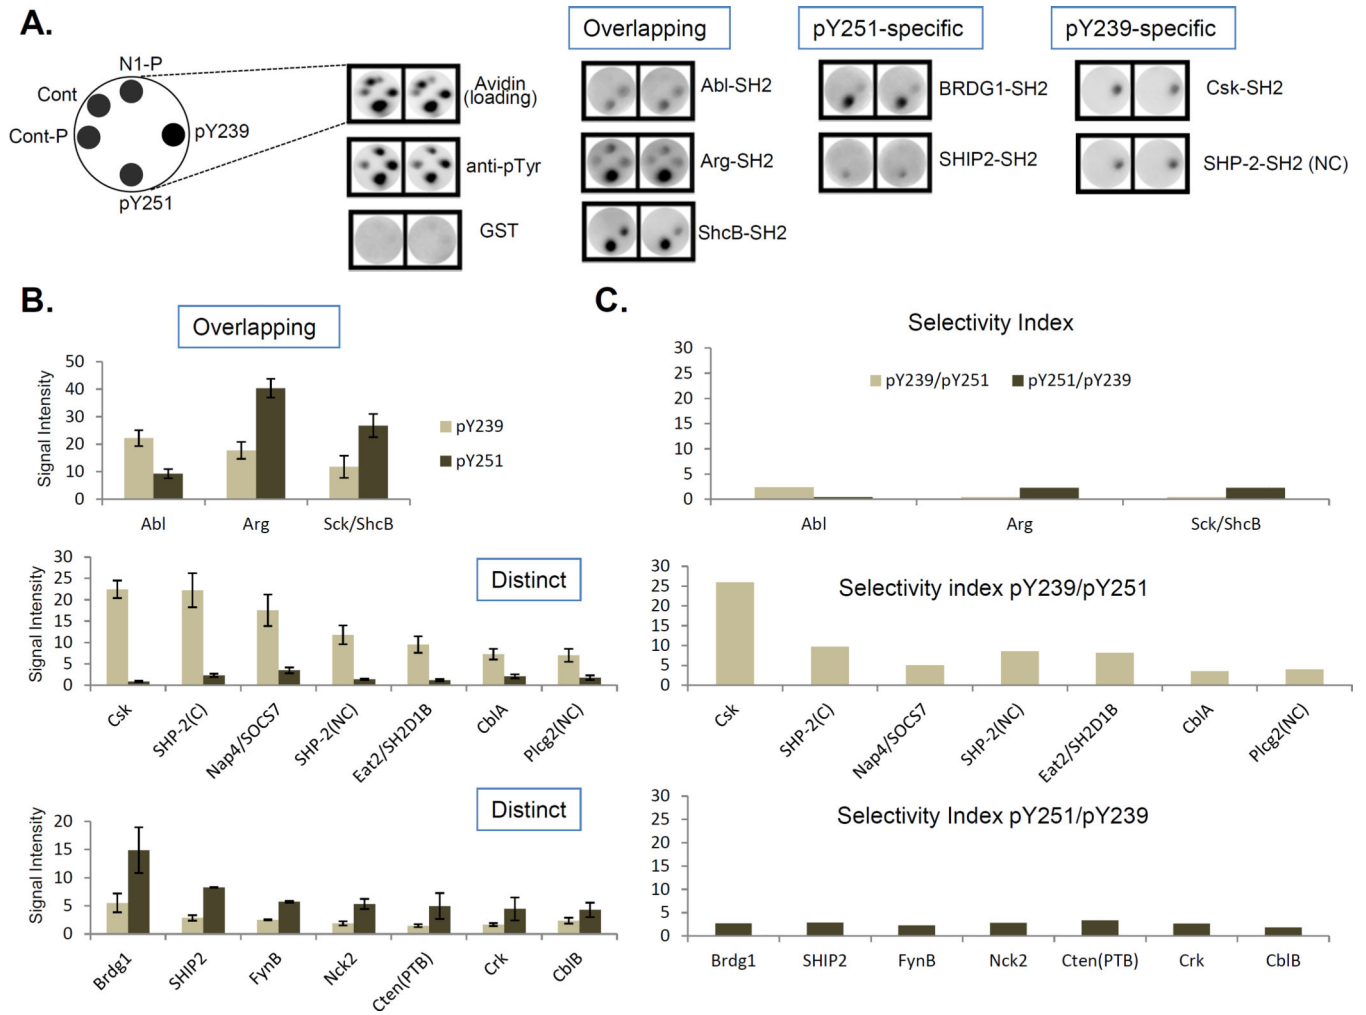 A.
N1-P
Cont
Cont-P
pY239
pY251
Avidin
(loading)
anti-pTyr
GST
Overlapping
Abl-SH2
Arg-SH2
ShcB-SH2
pY251-specific
BRDG1-SH2
SHIP2-SH2
pY239-specific
Csk-SH2
SHP-2-SH2 (NC)
B.
Overlapping
Signal Intensity
50
40
30
20
10
0
Abl
Arg
Sck/ShcB
pY239
pY251
Distinct
Signal Intensity
30
25
20
15
10
5
0
Csk
SHP-2(C)
Nap4/SOCS7
SHP-2(NC)
Eat2/SH2D1B
CblA
Plcg2(NC)
Distinct
Signal Intensity
20
15
10
5
0
Brdg1
SHIP2
FynB
Nck2
Cten(PTB)
Crk
CblB
C.
Selectivity Index
30
25
20
15
10
5
0
pY239/pY251
pY251/pY239
Abl
Arg
Sck/ShcB
Selectivity index pY239/pY251
30
25
20
15
10
5
0
Csk
SHP-2(C)
Nap4/SOCS7
SHP-2(NC)
Eat2/SH2D1B
CblA
Plcg2(NC)
Selectivity Index pY251/pY239
30
25
20
15
10
5
0
Brdg1
SHIP2
FynB
Nck2
Cten(PTB)
Crk
CblB